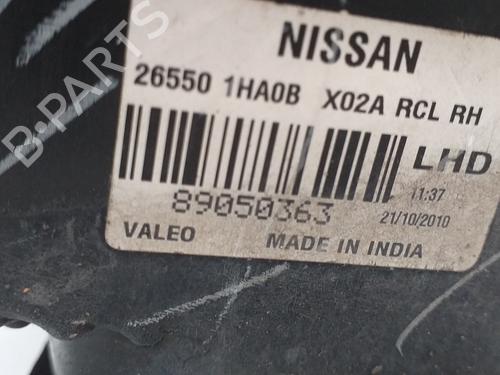 B-PARTS
NISSAN
26550 1HA0B X02A RCL RH
LHD
11:37
89050363 21/10/2010
VALEO MADE IN INDIA